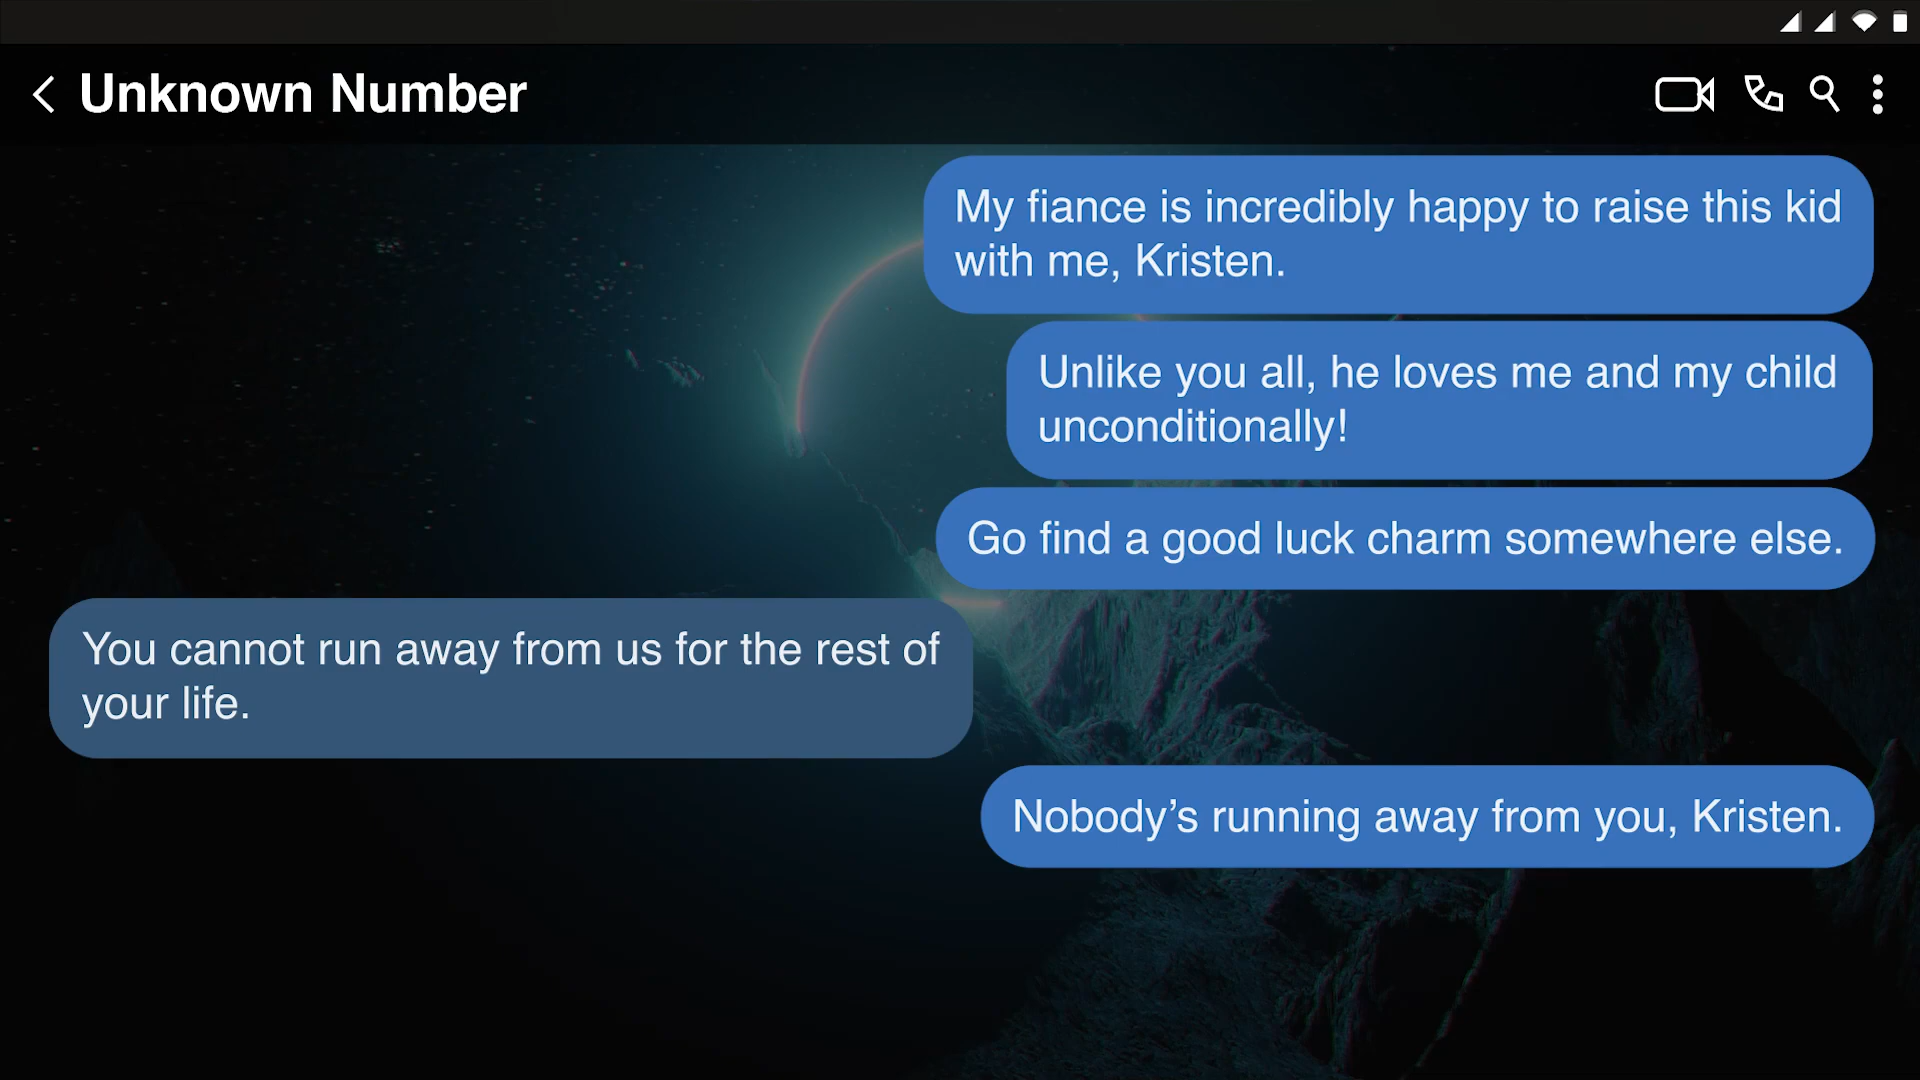 Unknown Number
My fiance is incredibly happy to raise this kid
with me, Kristen.
Unlike you all, he loves me and my child
unconditionally!
Go find a good luck charm somewhere else.
You cannot run away from us for the rest of
your life.
Nobody’s running away from you, Kristen.